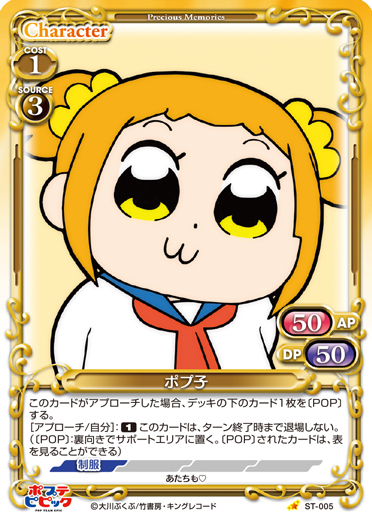 Precious Memories
Character
COST
1
SOURCE
3
50 AP
DP 50
ポプ子
このカードがアプローチした場合、デッキの下のカード1枚を〔POP〕
する。
[アプローチ/自分]:1このカードは、ターン終了時まで退場しない。
(〔POP〕:裏向きでサポートエリアに置く。〔POP〕されたカードは、表
を見ることができる)
制服
あたちも♡
ポプテピピック
POP TEAM EPIC
©大川ぶくぶ/竹書房・キングレコード
ST-005